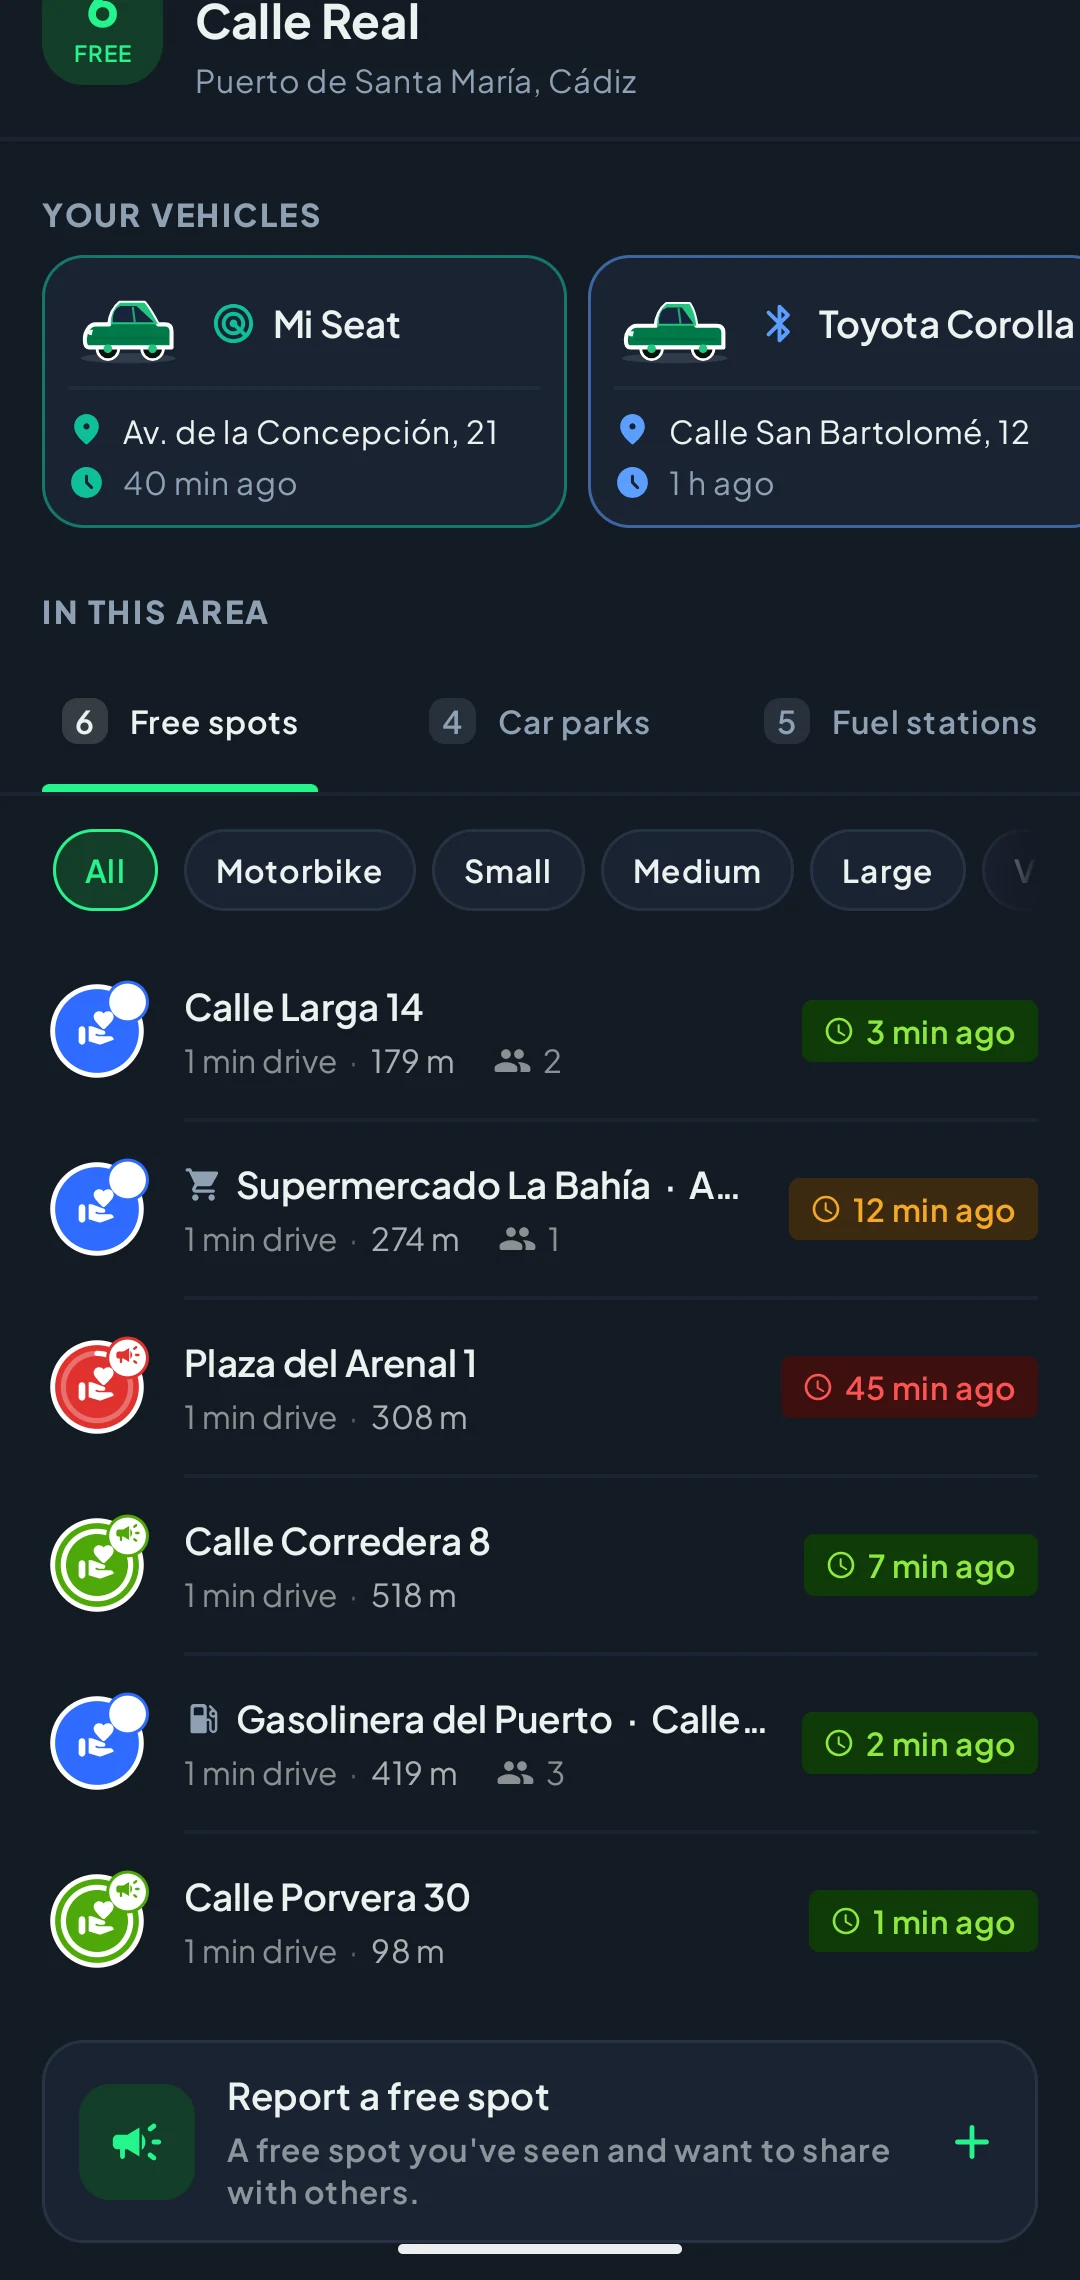 6
FREE
Calle Real
Puerto de Santa María, Cádiz
YOUR VEHICLES
Mi Seat
Av. de la Concepción, 21
40 min ago
Toyota Corolla
Calle San Bartolomé, 12
1 h ago
IN THIS AREA
6 Free spots
4 Car parks
5 Fuel stations
All
Motorbike
Small
Medium
Large
V
Calle Larga 14
1 min drive · 179 m 2
3 min ago
Supermercado La Bahía · A...
1 min drive · 274 m 1
12 min ago
Plaza del Arenal 1
1 min drive · 308 m
45 min ago
Calle Corredera 8
1 min drive · 518 m
7 min ago
Gasolinera del Puerto · Calle...
1 min drive · 419 m 3
2 min ago
Calle Porvera 30
1 min drive · 98 m
1 min ago
Report a free spot
A free spot you've seen and want to share
with others.